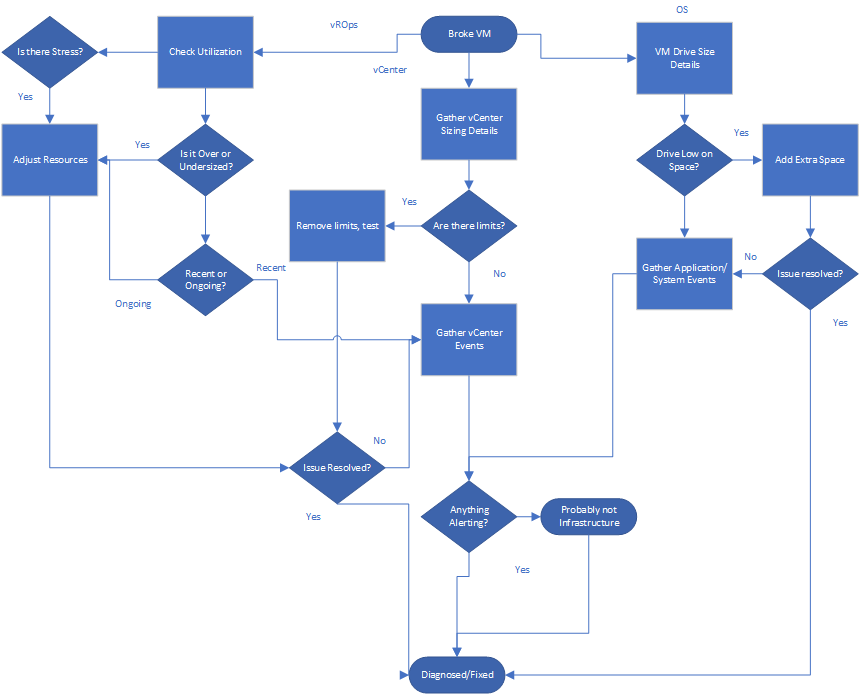 OS
vROps
Is there Stress?
Check Utilization
Broke VM
VM Drive Size
Details
vCenter
Yes
Gather vCenter
Sizing Details
Yes
Yes
Adjust Resources
Is it Over or
Undersized?
Drive Low on
Space?
Add Extra Space
Remove limits, test
Yes
Are there limits?
Recent or
Ongoing?
Recent
No
Gather Application/
System Events
No
Issue resolved?
Ongoing
Gather vCenter
Events
Yes
No
Issue Resolved?
Yes
Anything
Alerting?
Probably not
Infrastructure
Yes
Diagnosed/Fixed